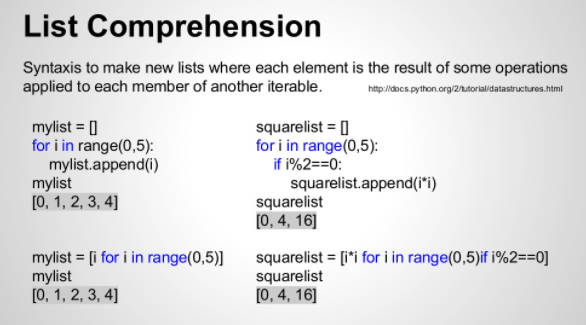 List Comprehension
Syntaxis to make new lists where each element is the result of some operations
applied to each member of another iterable.
http://docs.python.org/2/tutorial/datastructures.html
mylist = []
for i in range(0,5):
    mylist.append(i)
mylist
[0, 1, 2, 3, 4]
squarelist = []
for i in range(0,5):
    if i%2==0:
        squarelist.append(i*i)
squarelist
[0, 4, 16]
mylist = [i for i in range(0,5)]
mylist
[0, 1, 2, 3, 4]
squarelist = [i*i for i in range(0,5)if i%2==0]
squarelist
[0, 4, 16]